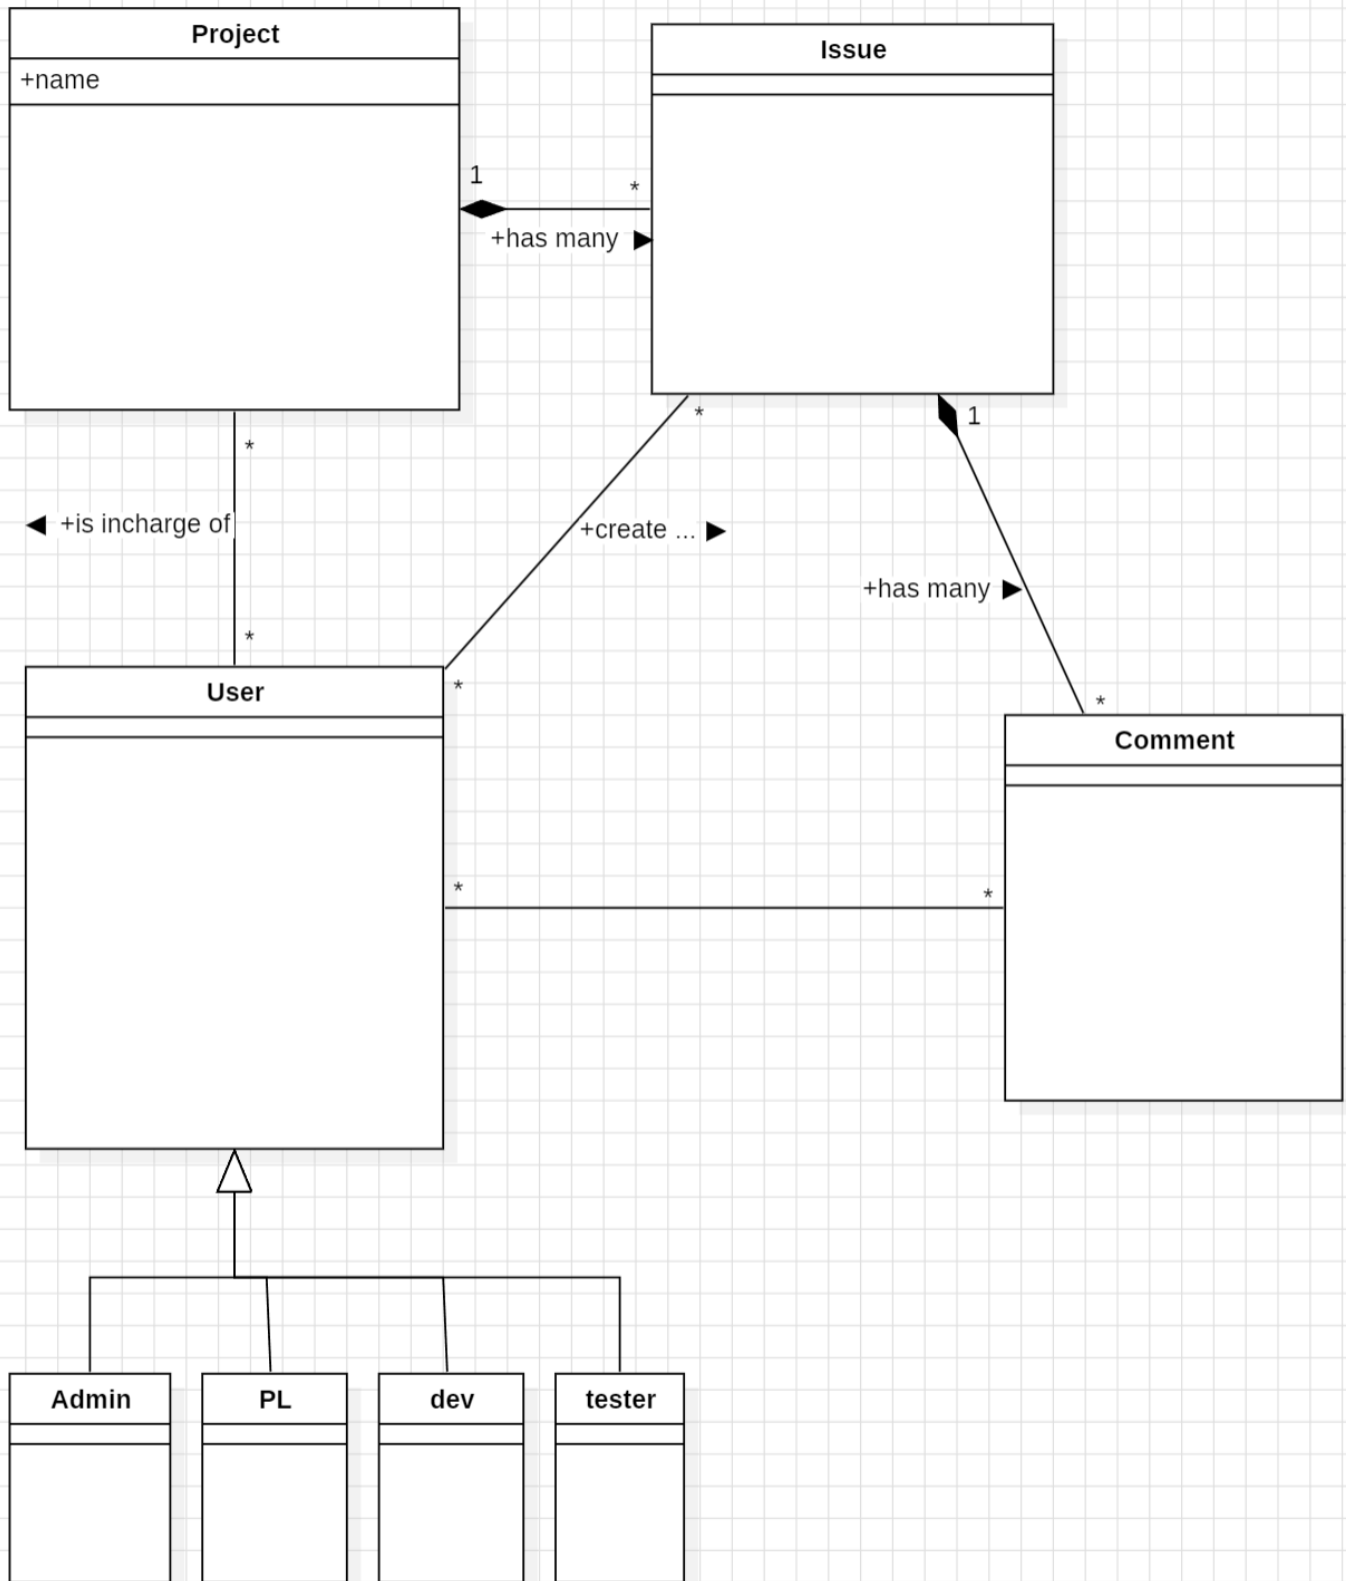 Project
+name
Issue
1
*
+has many
*
+is incharge of
*
*
+create ...
*
1
+has many
*
User
*
*
Comment
Admin
PL
dev
tester